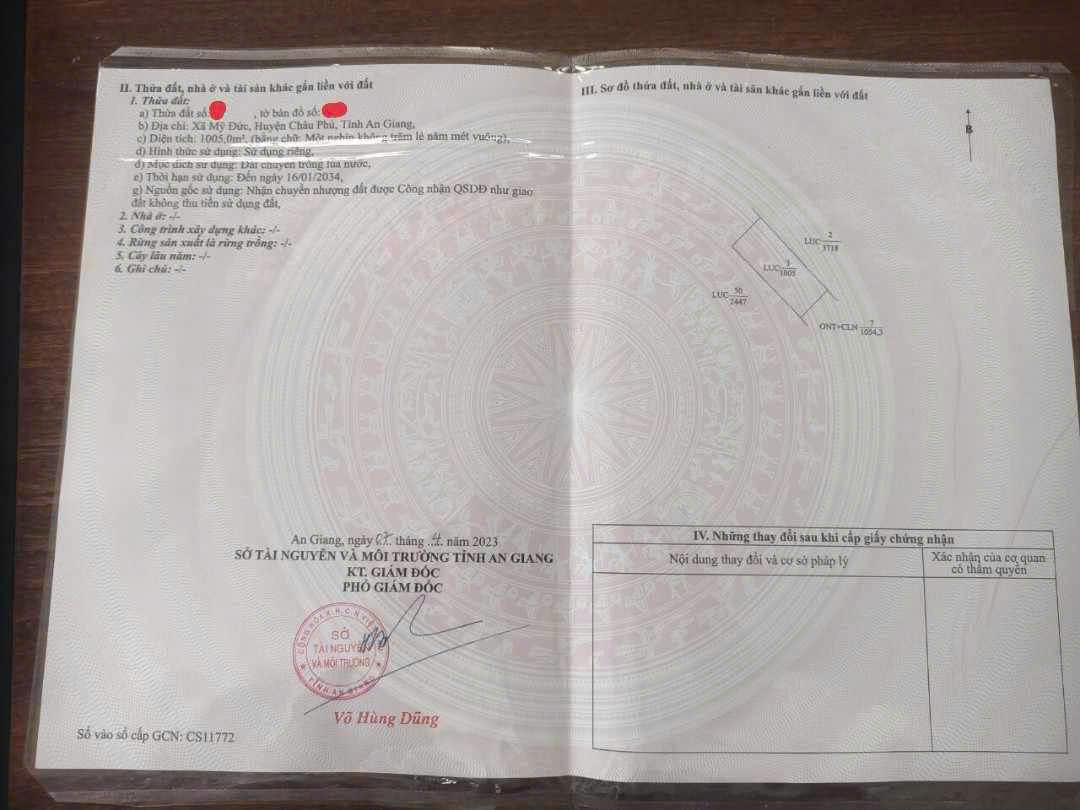 II. Thửa đất, nhà ở và tài sản khác gắn liền với đất
1. Thửa đất:
a) Thửa đất số: , tờ bản đồ số:
b) Địa chỉ: Xã Mỹ Đức, Huyện Châu Phú, Tỉnh An Giang,
c) Diện tích: 1005,0m², (bằng chữ: Một nghìn không trăm lẻ năm mét vuông),
d) Hình thức sử dụng: Sử dụng riêng,
đ) Mục đích sử dụng: Đất chuyên trồng lúa nước,
e) Thời hạn sử dụng: Đến ngày 16/01/2034,
g) Nguồn gốc sử dụng: Nhận chuyển nhượng đất được Công nhận QSDĐ như giao
đất không thu tiền sử dụng đất,
2. Nhà ở: -/-
3. Công trình xây dựng khác: -/-
4. Rừng sản xuất là rừng trồng: -/-
5. Cây lâu năm: -/-
6. Ghi chú: -/-
An Giang, ngày 07 tháng 4 năm 2023
SỞ TÀI NGUYÊN VÀ MÔI TRƯỜNG TỈNH AN GIANG
KT. GIÁM ĐỐC
PHÓ GIÁM ĐỐC
SỞ
TÀI NGUYÊN
VÀ MÔI TRƯỜNG
TỈNH AN GIANG
Võ Hùng Dũng
Số vào sổ cấp GCN: CS11772
III. Sơ đồ thửa đất, nhà ở và tài sản khác gắn liền với đất
B
LUC 2
3718
LUC 3
1005
LUC 50
2447
ONT+CLN 7
1054,3
IV. Những thay đổi sau khi cấp giấy chứng nhận
Nội dung thay đổi và cơ sở pháp lý
Xác nhận của cơ quan
có thẩm quyền